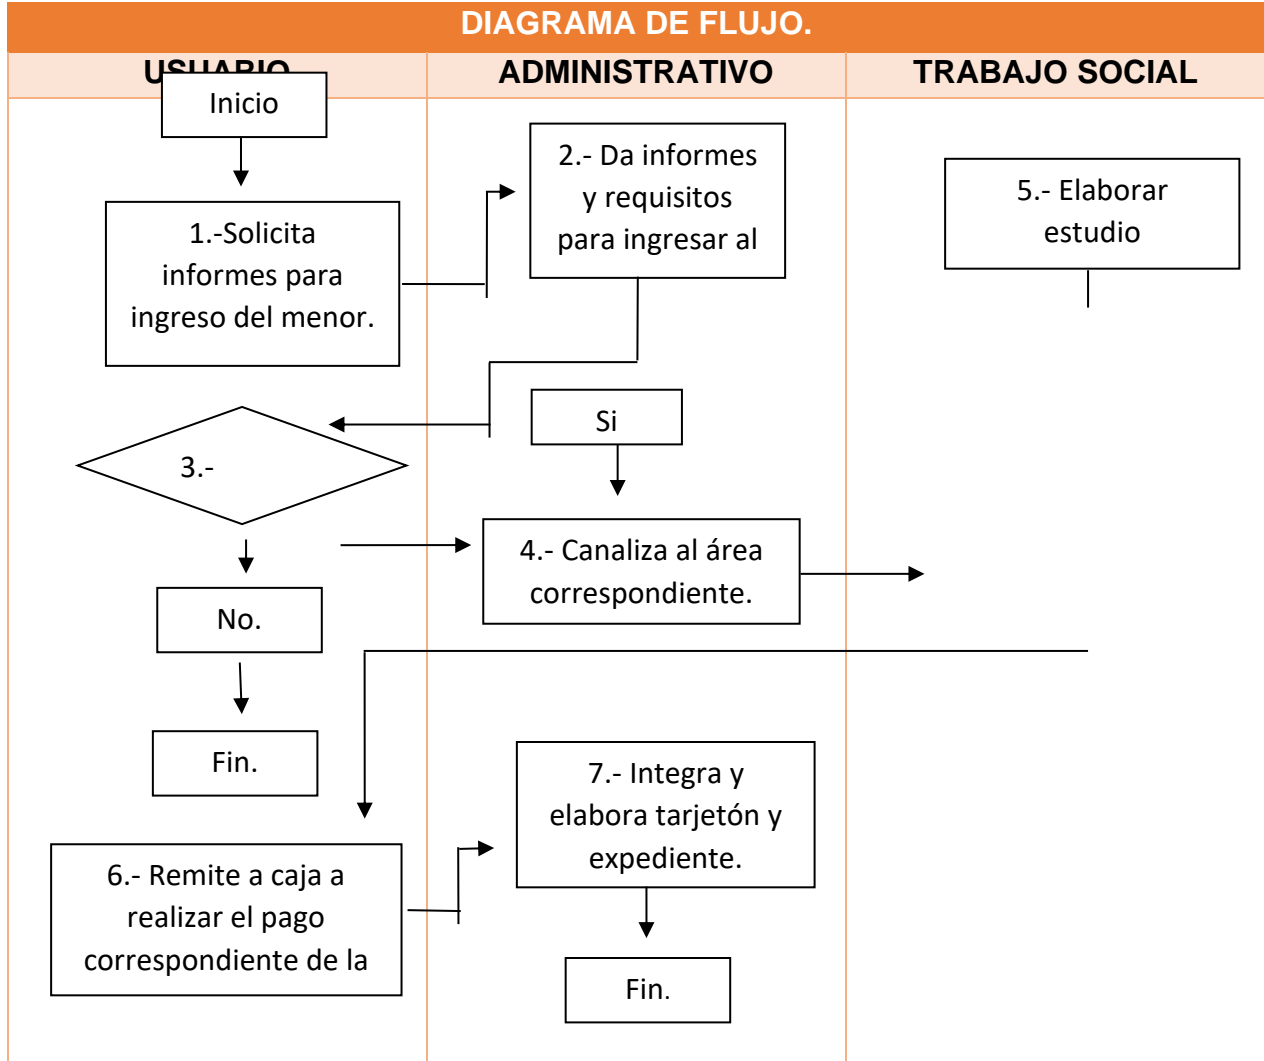 DIAGRAMA DE FLUJO.
USUARIO
ADMINISTRATIVO
TRABAJO SOCIAL
Inicio
1.-Solicita
informes para
ingreso del menor.
2.- Da informes
y requisitos
para ingresar al
5.- Elaborar
estudio
3.-
Si
4.- Canaliza al área
correspondiente.
No.
Fin.
6.- Remite a caja a
realizar el pago
correspondiente de la
7.- Integra y
elabora tarjetón y
expediente.
Fin.